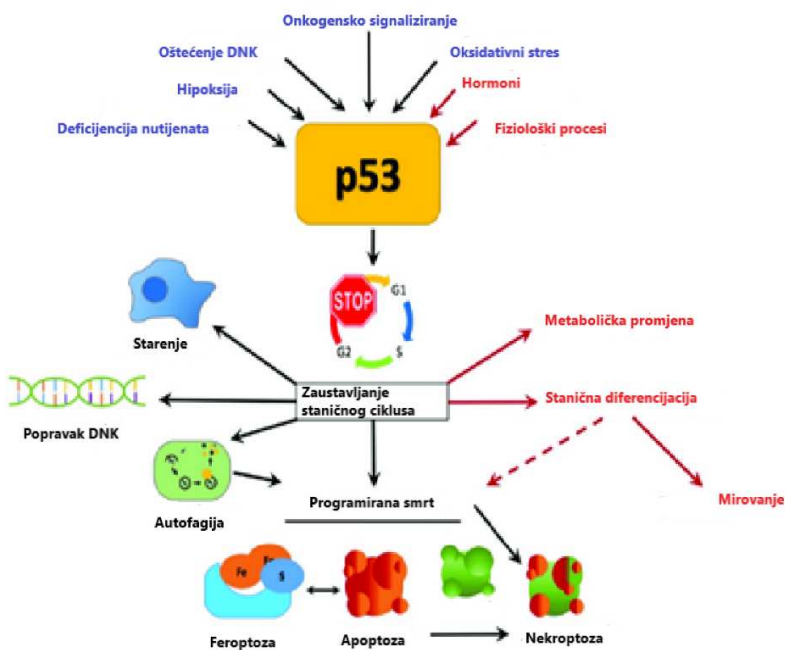 Onkogensko signaliziranje
Oštećenje DNK
Oksidativni stres
Hipoksija
Hormoni
Deficijencija nutijenata
Fiziološki procesi
p53
STOP
G1
S
G2
Starenje
Metabolička promjena
Zaustavljanje
staničnog ciklusa
Stanična diferencijacija
Popravak DNK
Autofagija
Programirana smrt
Mirovanje
Fe
Fe
S
Feroptoza
Apoptoza
Nekroptoza